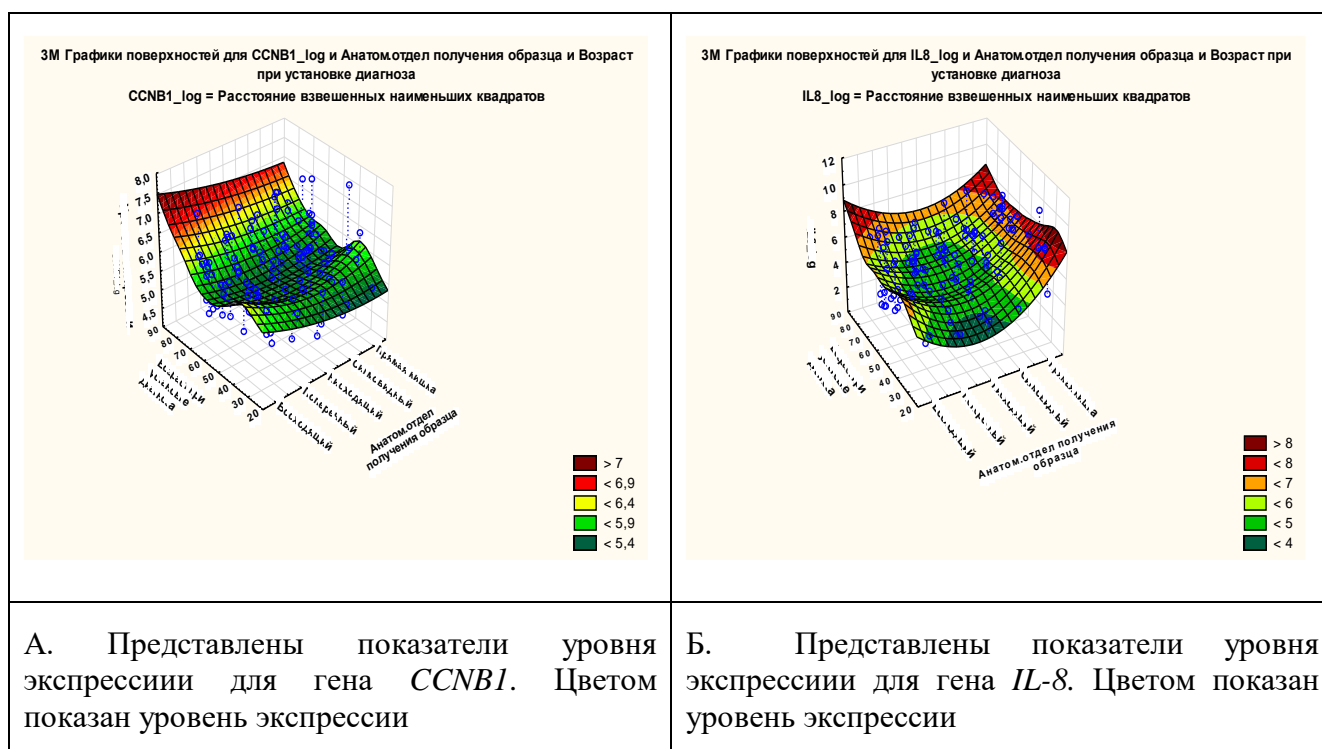 3М Графики поверхностей для CCNB1_log и Анатом.отдел получения образца и Возраст
при установке диагноза
CCNB1_log = Расстояние взвешенных наименьших квадратов
8,0
7,5
7,0
6,5
6,0
5,5
5,0
4,5
90
80
70
60
50
40
30
20
Анатом.отдел
получения образца
> 7
< 6,9
< 6,4
< 5,9
< 5,4
3М Графики поверхностей для IL8_log и Анатом.отдел получения образца и Возраст при
установке диагноза
IL8_log = Расстояние взвешенных наименьших квадратов
12
10
8
6
4
2
90
80
70
60
50
40
30
20
Анатом.отдел получения
образца
> 8
< 8
< 7
< 6
< 5
< 4
А. Представлены показатели уровня
экспрессиии для гена CCNB1. Цветом
показан уровень экспрессии
Б. Представлены показатели уровня
экспрессиии для гена IL-8. Цветом показан
уровень экспрессии